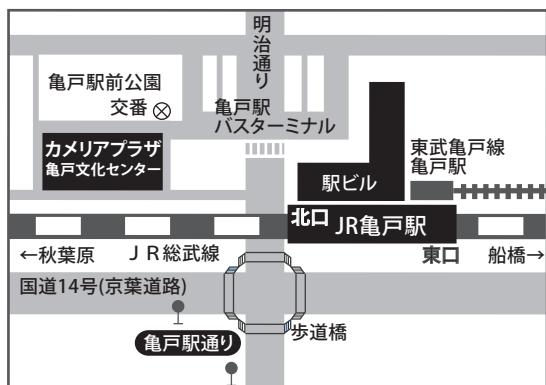 明治通り
亀戸駅前公園
交番
亀戸駅
バスターミナル
カメリアプラザ
亀戸文化センター
東武亀戸線
亀戸駅
駅ビル
北口
JR亀戸駅
←秋葉原
ＪＲ総武線
東口
船橋→
国道14号(京葉道路)
歩道橋
亀戸駅通り